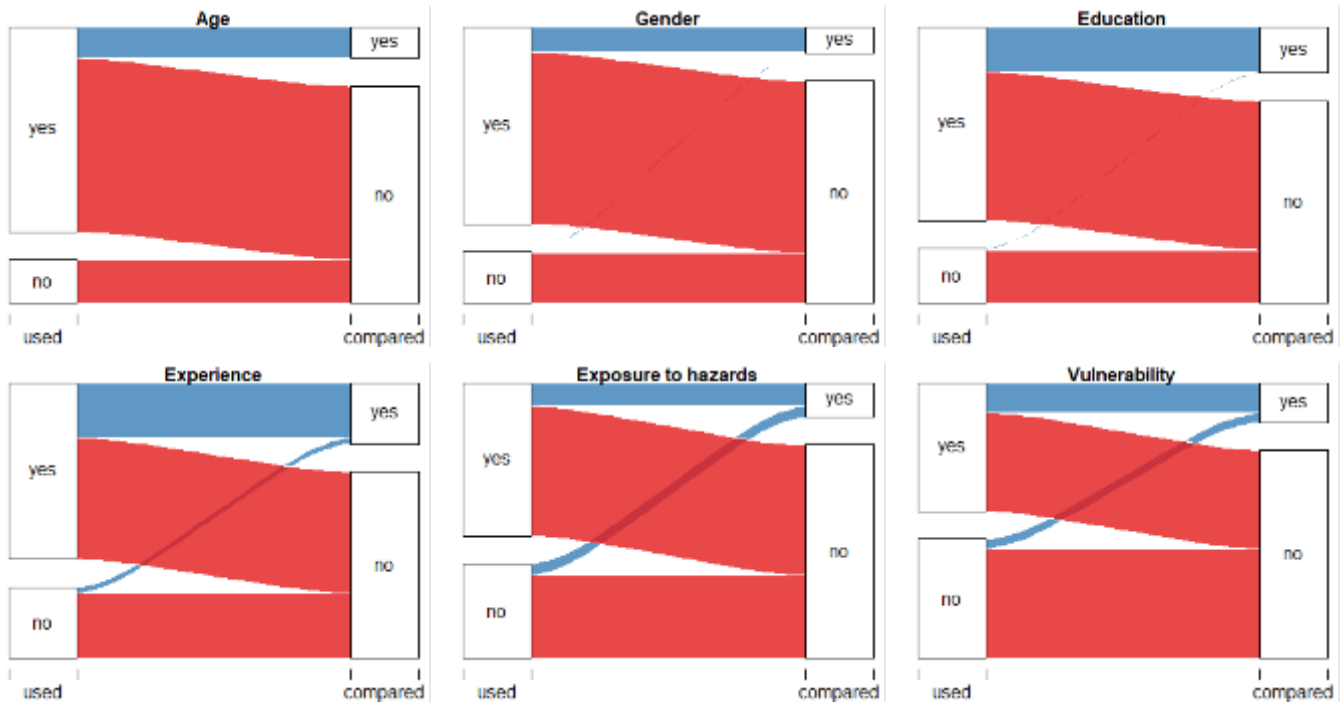 Age
yes
yes
no
no
used
compared
Gender
yes
yes
no
no
used
compared
Education
yes
yes
no
no
used
compared
Experience
yes
yes
no
no
used
compared
Exposure to hazards
yes
yes
no
no
used
compared
Vulnerability
yes
yes
no
no
used
compared